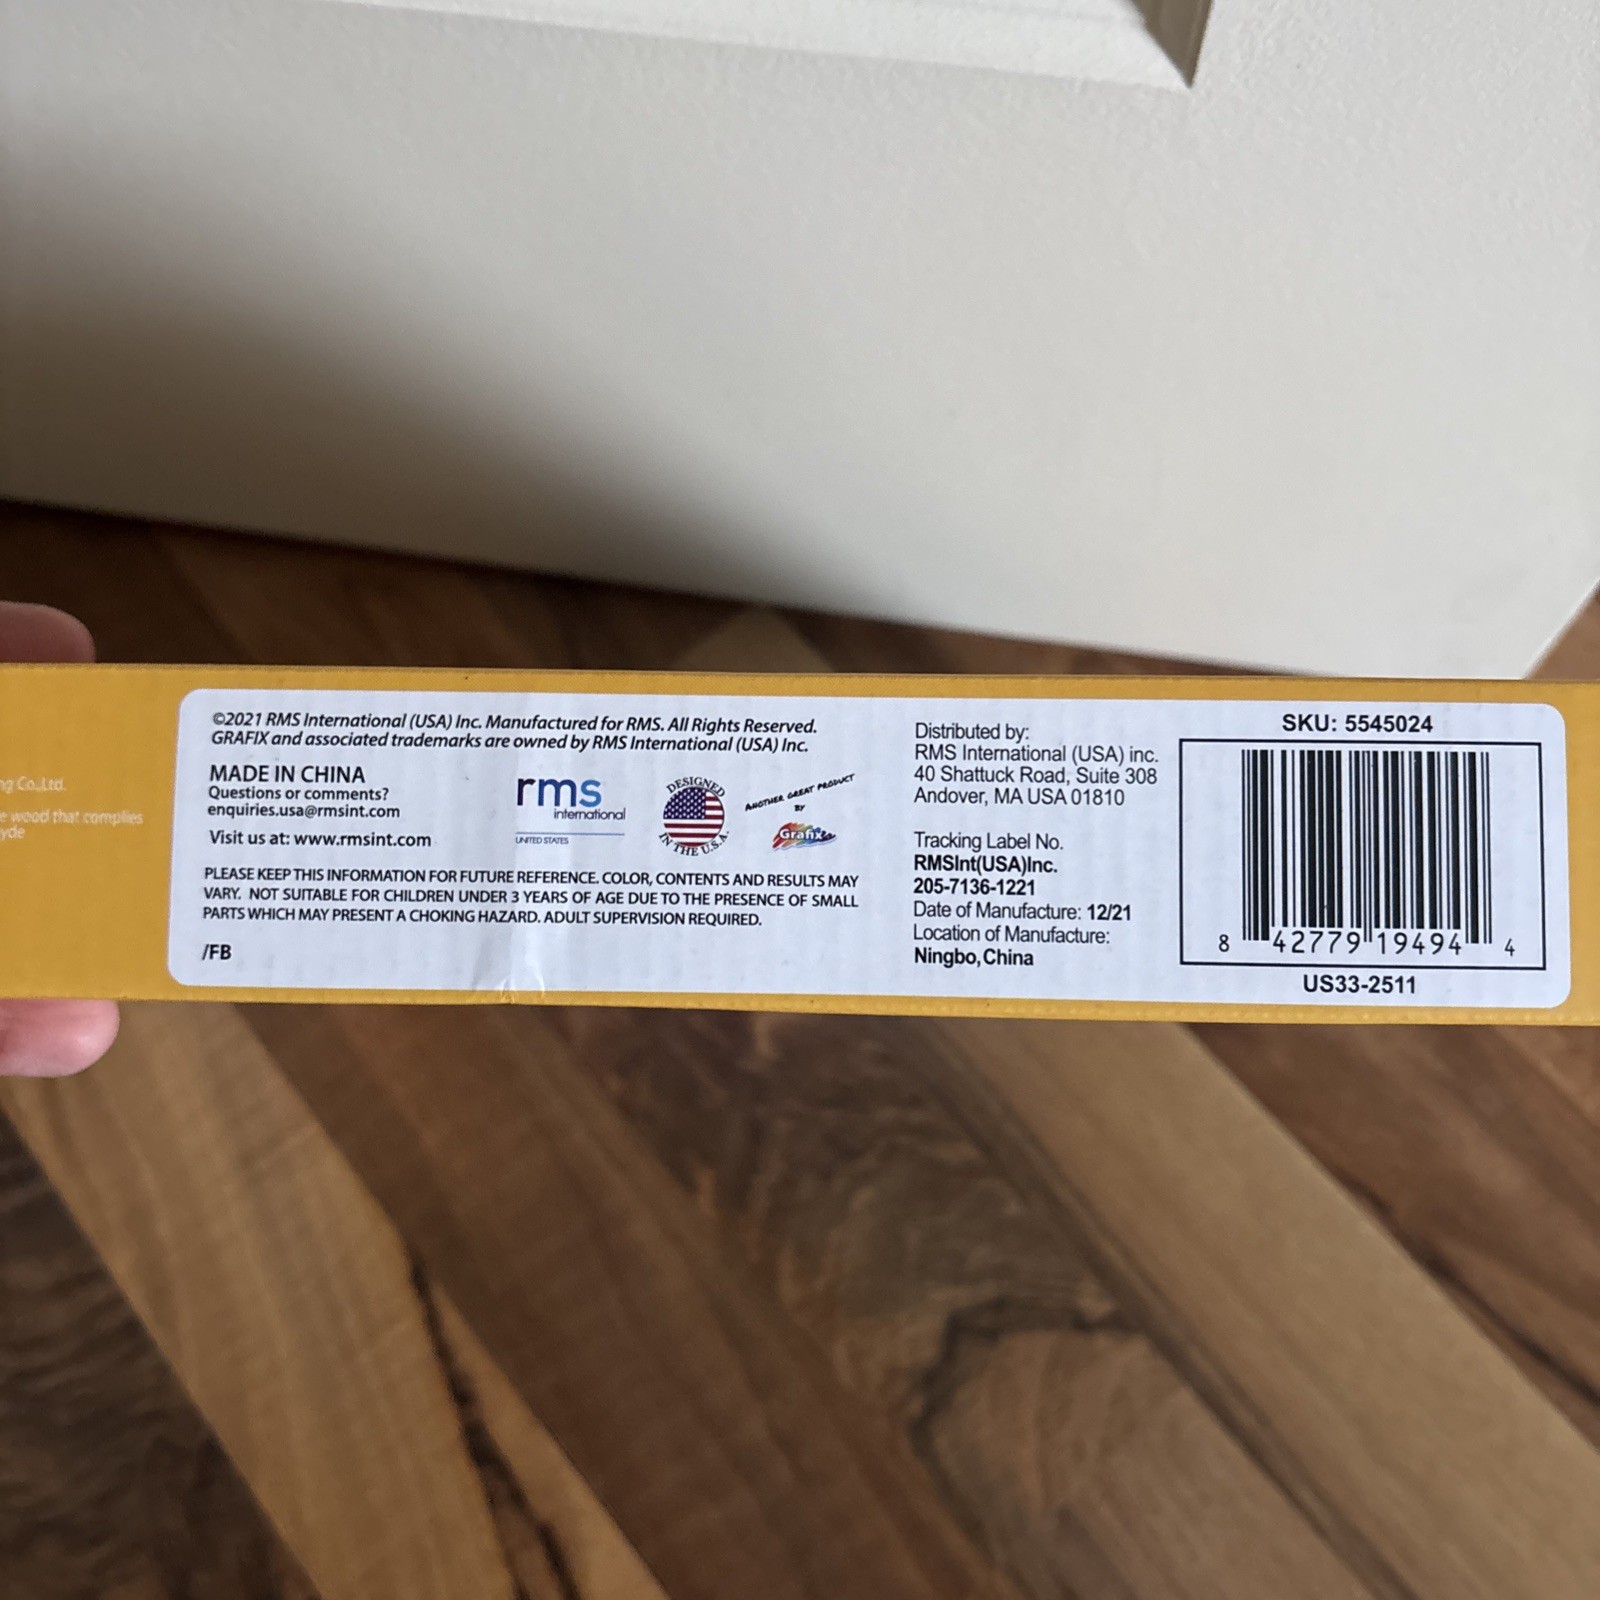 Co.,Ltd.
wood that complies
©2021 RMS International (USA) Inc. Manufactured for RMS. All Rights Reserved.
GRAFIX and associated trademarks are owned by RMS International (USA) Inc.
MADE IN CHINA
Questions or comments?
enquiries.usa@rmsint.com
Visit us at: www.rmsint.com
rms
international
UNITED STATES
DESIGNED
IN THE U.S.A.
ANOTHER GREAT PRODUCT
BY
Grafix
PLEASE KEEP THIS INFORMATION FOR FUTURE REFERENCE. COLOR, CONTENTS AND RESULTS MAY
VARY. NOT SUITABLE FOR CHILDREN UNDER 3 YEARS OF AGE DUE TO THE PRESENCE OF SMALL
PARTS WHICH MAY PRESENT A CHOKING HAZARD. ADULT SUPERVISION REQUIRED.
/FB
Distributed by:
RMS International (USA) inc.
40 Shattuck Road, Suite 308
Andover, MA USA 01810
Tracking Label No.
RMSInt(USA)Inc.
205-7136-1221
Date of Manufacture: 12/21
Location of Manufacture:
Ningbo,China
SKU: 5545024
8 42779 19494 4
US33-2511